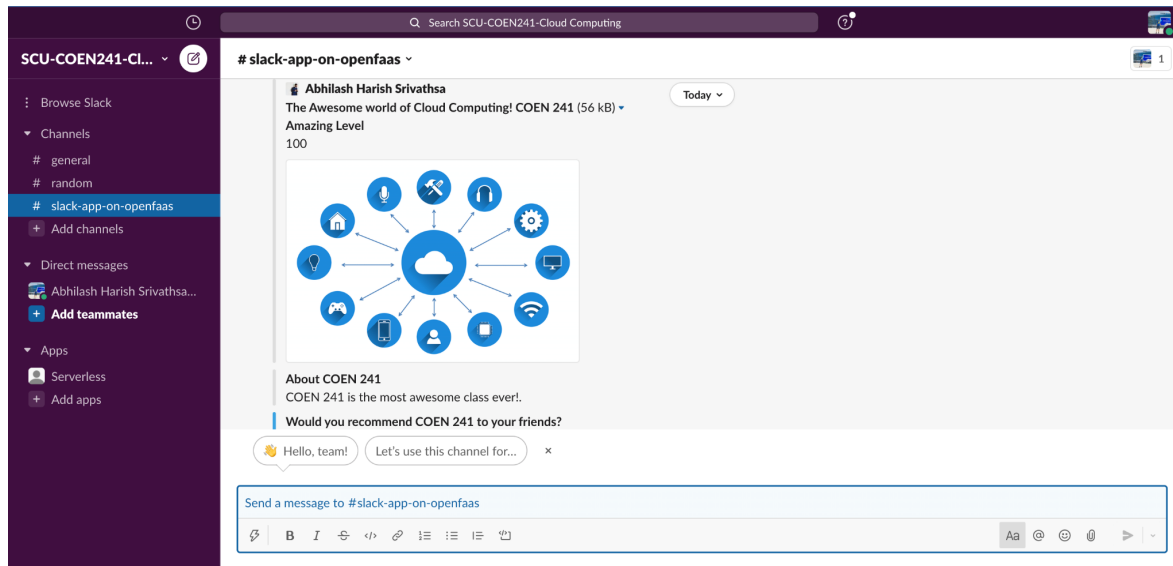 Search SCU-COEN241-Cloud Computing
SCU-COEN241-Cl...
Browse Slack
Channels
# general
# random
# slack-app-on-openfaas
+ Add channels
Direct messages
Abhilash Harish Srivathsa...
+ Add teammates
Apps
Serverless
+ Add apps
# slack-app-on-openfaas
1
Today
Abhilash Harish Srivathsa
The Awesome world of Cloud Computing! COEN 241 (56 kB)
Amazing Level
100
About COEN 241
COEN 241 is the most awesome class ever!.
Would you recommend COEN 241 to your friends?
Hello, team!
Let's use this channel for...
×
Send a message to #slack-app-on-openfaas
B I S </>
Aa @